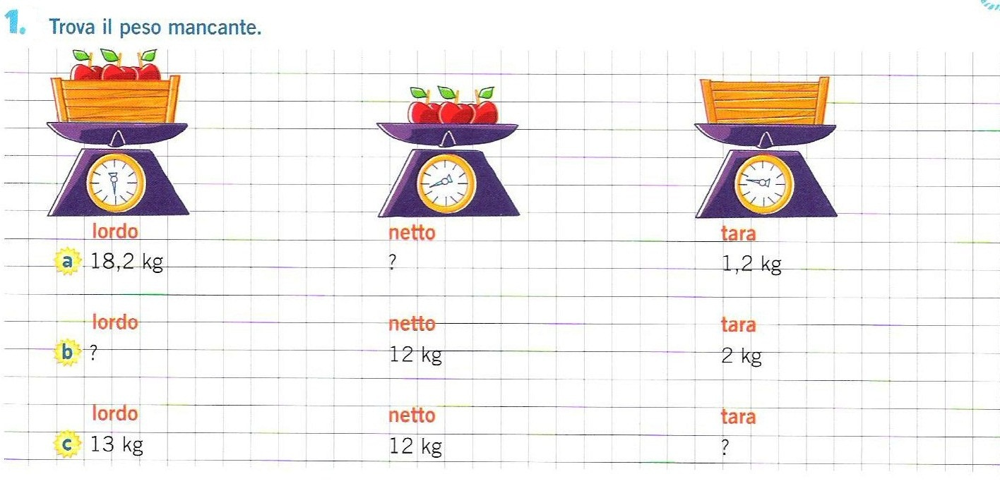 1. Trova il peso mancante.
lordo netto tara
a 18,2 kg ? 1,2 kg
lordo netto tara
b ? 12 kg 2 kg
lordo netto tara
c 13 kg 12 kg ?